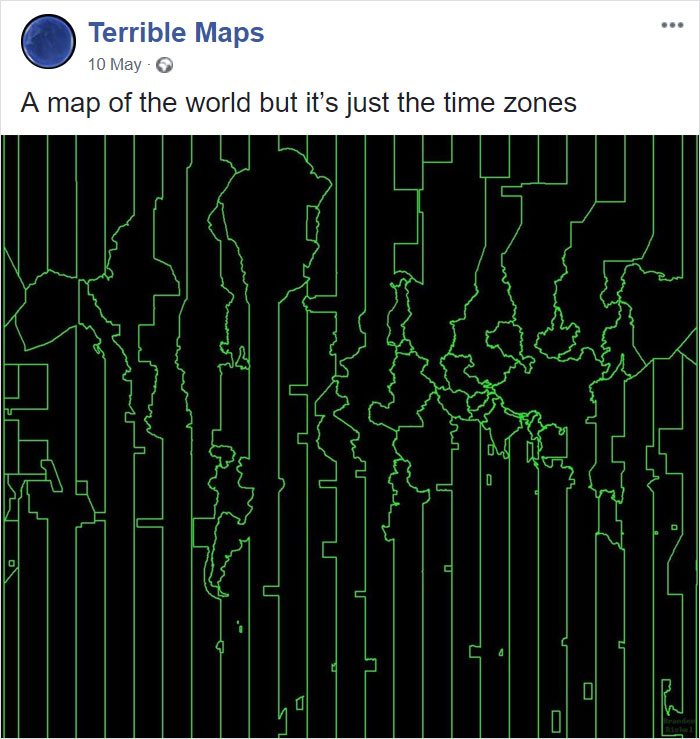 Terrible Maps
10 May ·
A map of the world but it’s just the time zones